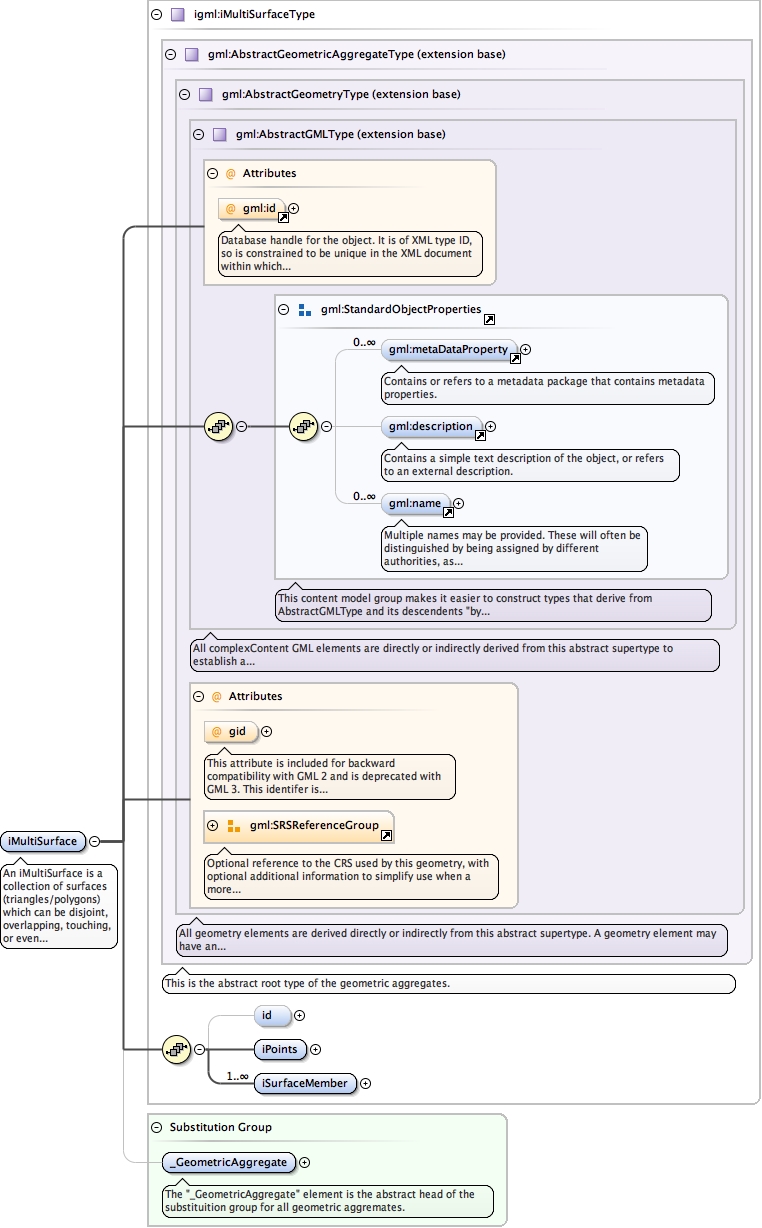 igml:iMultiSurfaceType
gml:AbstractGeometricAggregateType (extension base)
gml:AbstractGeometryType (extension base)
gml:AbstractGMLType (extension base)
@ Attributes
@ gml:id
Database handle for the object. It is of XML type ID,
so is constrained to be unique in the XML document
within which...
gml:StandardObjectProperties
0..∞
gml:metaDataProperty
Contains or refers to a metadata package that contains metadata
properties.
gml:description
Contains a simple text description of the object, or refers
to an external description.
0..∞
gml:name
Multiple names may be provided. These will often be
distinguished by being assigned by different
authorities, as...
This content model group makes it easier to construct types that derive from
AbstractGMLType and its descendents "by...
All complexContent GML elements are directly or indirectly derived from this abstract supertype to
establish a...
@ Attributes
@ gid
This attribute is included for backward
compatibility with GML 2 and is deprecated with
GML 3. This identifer is...
gml:SRSReferenceGroup
Optional reference to the CRS used by this geometry, with
optional additional information to simplify use when a
more...
iMultiSurface
An iMultiSurface is a
collection of surfaces
(triangles/polygons)
which can be disjoint,
overlapping, touching,
or even...
All geometry elements are derived directly or indirectly from this abstract supertype. A geometry element may
have an...
This is the abstract root type of the geometric aggregates.
id
iPoints
1..∞
iSurfaceMember
Substitution Group
_GeometricAggregate
The "_GeometricAggregate" element is the abstract head of the
substituition group for all geometric aggremates.